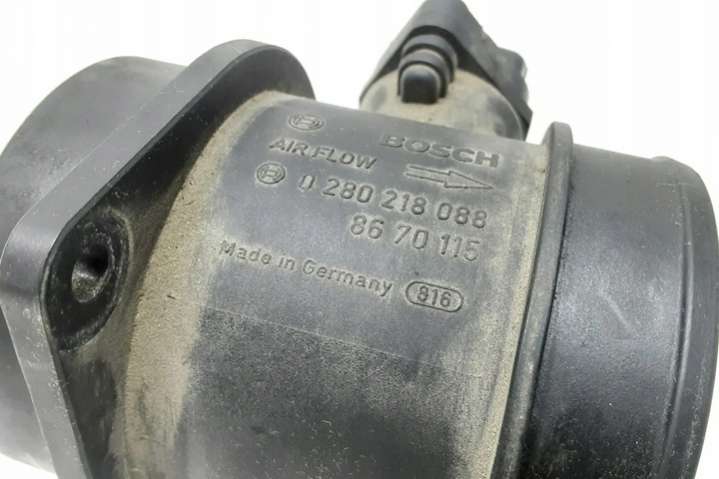 BOSCH
AIR FLOW
0 280 218 088
86 70 115
Made in Germany 816